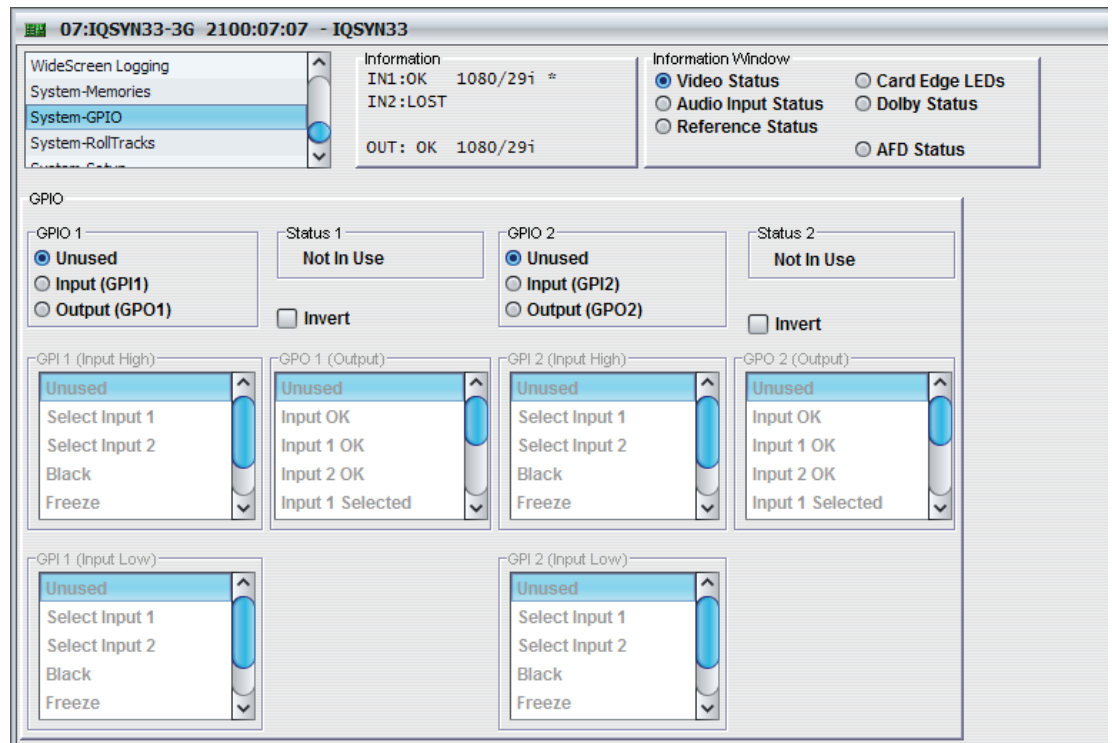 07:IQSYN33-3G 2100:07:07 - IQSYN33
WideScreen Logging
System-Memories
System-GPIO
System-RollTracks
Information
IN1:OK 1080/29i *
IN2:LOST
OUT: OK 1080/29i
Information Window
Video Status
Audio Input Status
Reference Status
Card Edge LEDs
Dolby Status
AFD Status
GPIO
GPIO 1
Unused
Input (GPI1)
Output (GPO1)
Status 1
Not In Use
Invert
GPIO 2
Unused
Input (GPI2)
Output (GPO2)
Status 2
Not In Use
Invert
GPI 1 (Input High)
Unused
Select Input 1
Select Input 2
Black
Freeze
GPO 1 (Output)
Unused
Input OK
Input 1 OK
Input 2 OK
Input 1 Selected
GPI 2 (Input High)
Unused
Select Input 1
Select Input 2
Black
Freeze
GPO 2 (Output)
Unused
Input OK
Input 1 OK
Input 2 OK
Input 1 Selected
GPI 1 (Input Low)
Unused
Select Input 1
Select Input 2
Black
Freeze
GPI 2 (Input Low)
Unused
Select Input 1
Select Input 2
Black
Freeze